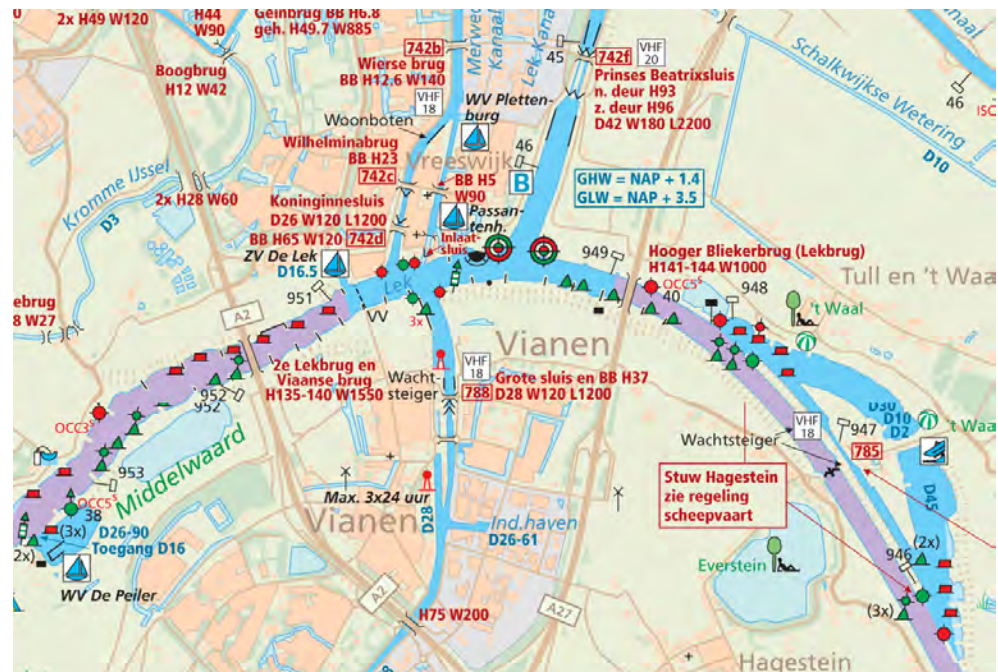 2x H49 W120
H44
W90
Geinbrug BB H6.8
geh. H49.7 W885
Boogbrug
H12 W42
742b
Wierse brug
BB H12.6 W140
VHF
18
Woonboten
Merwede
Kanaal
Lek-Kanaal
45
742f
VHF
20
Prinses Beatrixsluis
n. deur H93
z. deur H96
D42 W180 L2200
Schalkwijkse Wetering
D10
46
WV Pletten-
burg
Wilhelminabrug
BB H23
742c
Vreeswijk
46
B
BB H5
W90
GHW = NAP + 1.4
GLW = NAP + 3.5
Kromme IJssel
D3
2x H28 W60
Koninginnesluis
D26 W120 L1200
BB H65 W120
742d
Passan-
tenh.
Inlaat-
sluis
ZV De Lek
D16.5
Lek
949
Hooger Bliekerbrug (Lekbrug)
H141-144 W1000
OCC5s
40
948
Tull en 't Waal
't Waal
ebrug
8 W27
951
A2
3x
Vianen
VHF
18
2e Lekbrug en
Viaanse brug
H135-140 W1550
Wacht-
steiger
788
Grote sluis en BB H37
D28 W120 L1200
952
952
OCC3s
953
OCC5s
38
Middelwaard
D30
D10
D2
't Waal
VHF
18
Wachtsteiger
947
785
D45
Stuw Hagestein
zie regeling
scheepvaart
Max. 3x24 uur
Vianen
D28
Ind.haven
D26-61
(3x)
2x)
D26-90
Toegang D16
WV De Peiler
A2
H75 W200
A27
Everstein
946
(2x)
(3x)
Hagestein